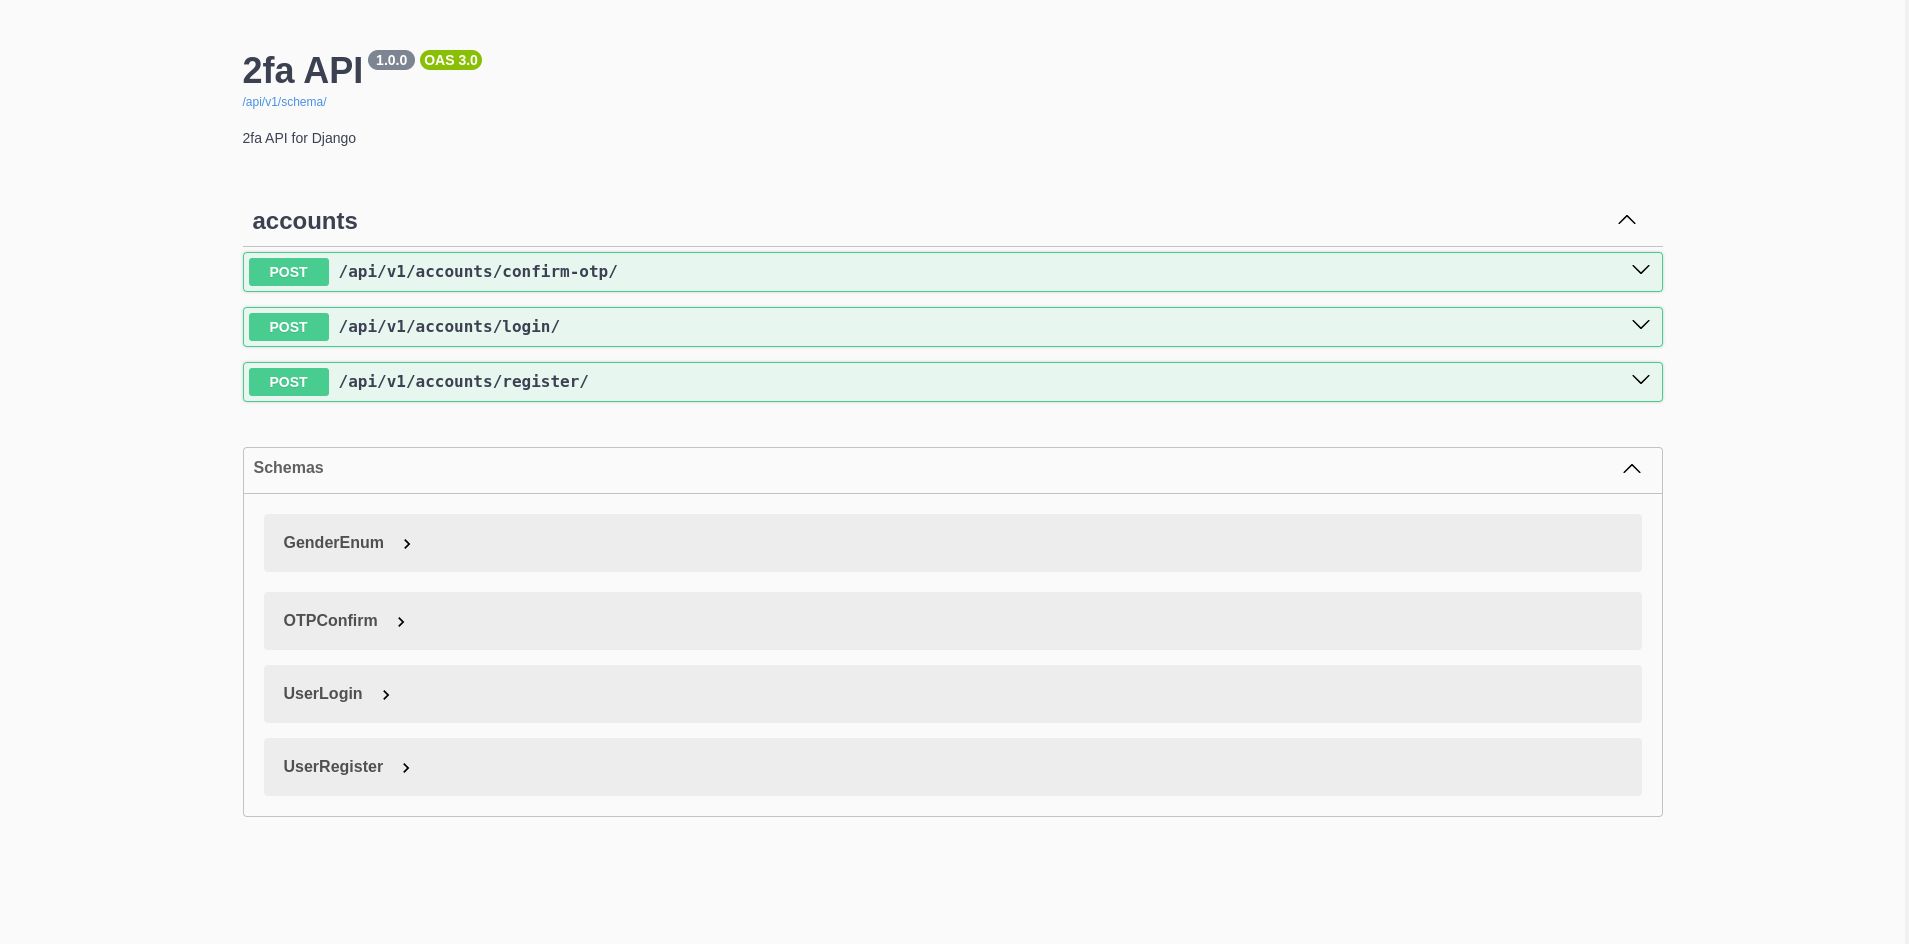 2fa API 1.0.0 OAS 3.0
/api/v1/schema/
2fa API for Django
accounts
POST /api/v1/accounts/confirm-otp/
POST /api/v1/accounts/login/
POST /api/v1/accounts/register/
Schemas
GenderEnum
OTPConfirm
UserLogin
UserRegister